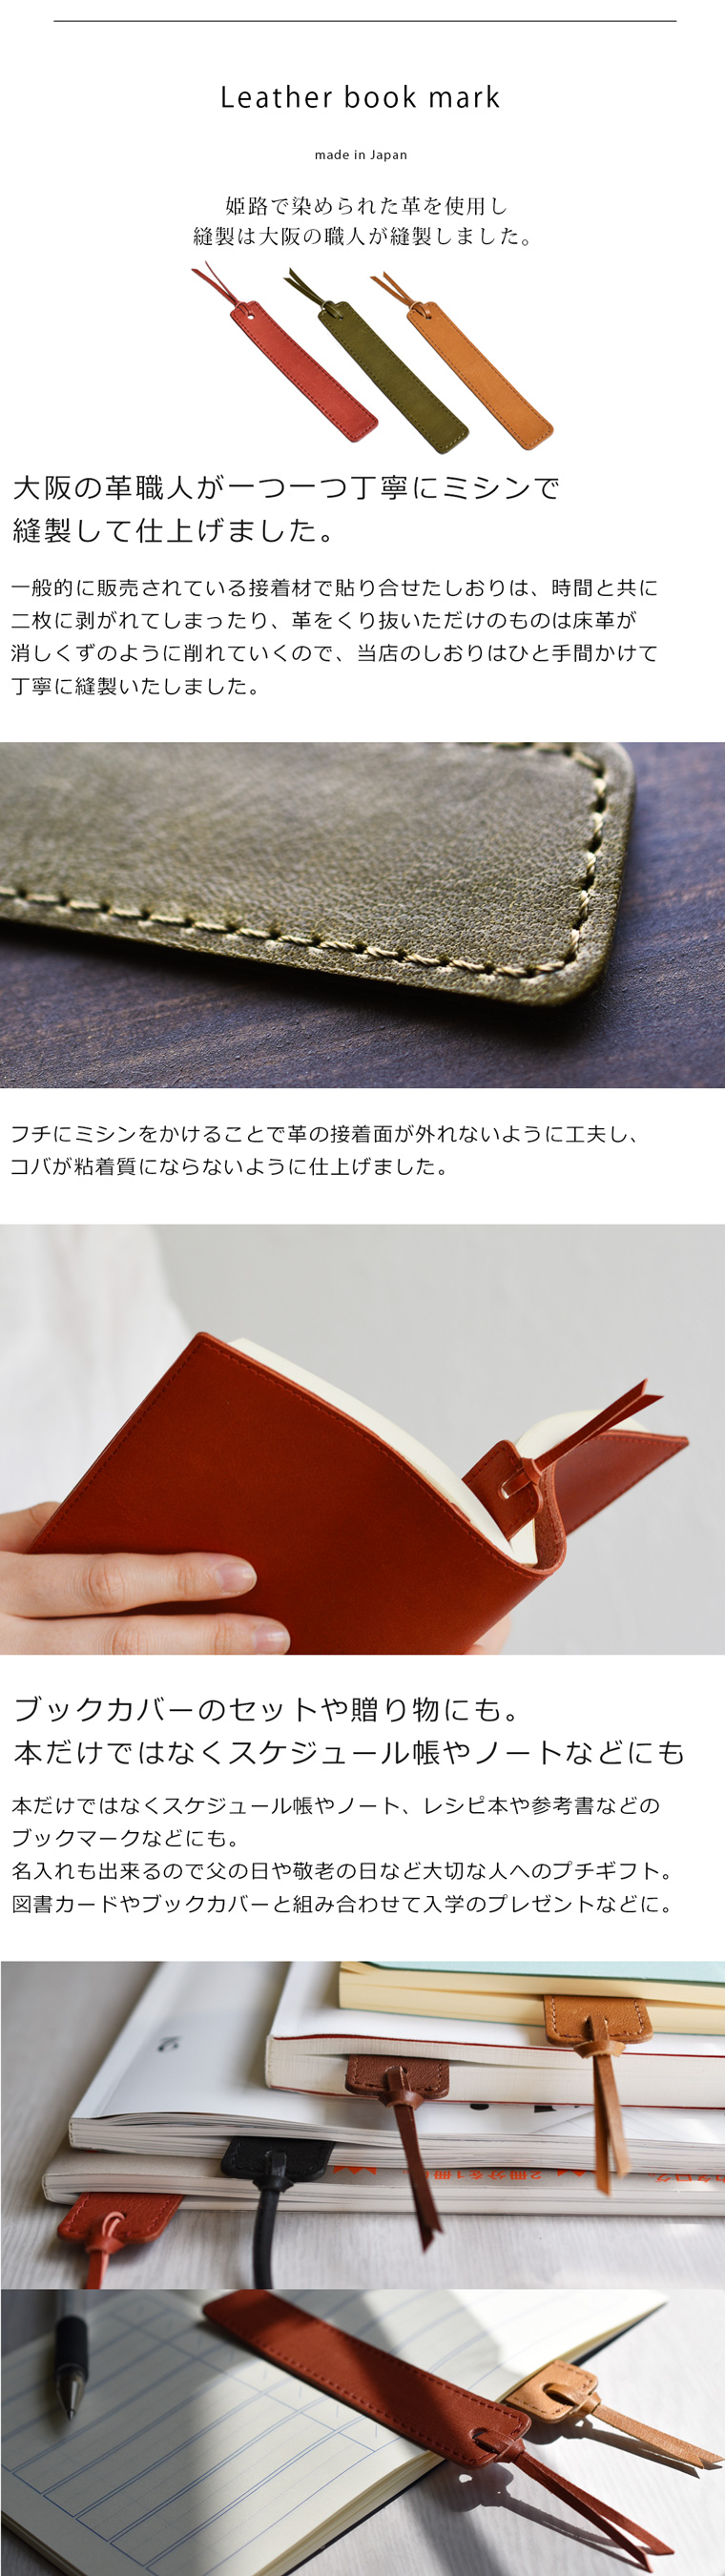 Leather book mark
made in Japan
姫路で染められた革を使用し
縫製は大阪の職人が縫製しました。
大阪の革職人が一つ一つ丁寧にミシンで
縫製して仕上げました。
一般的に販売されている接着材で貼り合せたしおりは、時間と共に
二枚に剥がれてしまったり、革をくり抜いただけのものは床革が
消しくずのように削れていくので、当店のしおりはひと手間かけて
丁寧に縫製いたしました。
フチにミシンをかけることで革の接着面が外れないように工夫し、
コバが粘着質にならないように仕上げました。
ブックカバーのセットや贈り物にも。
本だけではなくスケジュール帳やノートなどにも
本だけではなくスケジュール帳やノート、レシピ本や参考書などの
ブックマークなどにも。
名入れも出来るので父の日や敬老の日など大切な人へのプチギフト。
図書カードやブックカバーと組み合わせて入学のプレゼントなどに。